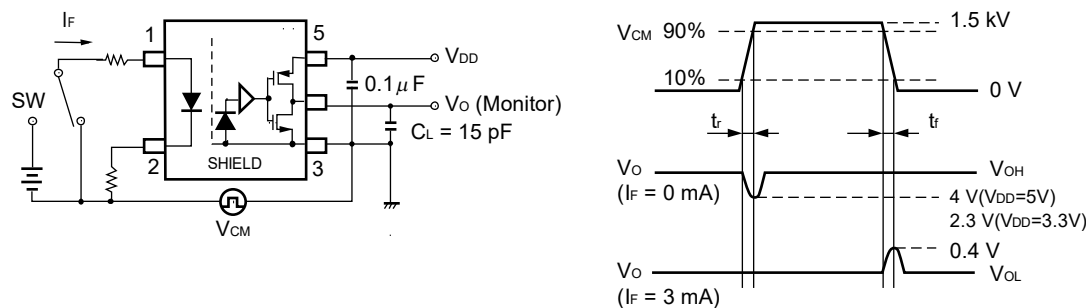 IF
1
5
VDD
0.1 μ F
SW
VO (Monitor)
CL = 15 pF
2
SHIELD
3
VCM
VCM 90%
1.5 kV
10%
0 V
tr
tf
VO
(IF = 0 mA)
VOH
4 V(VDD=5V)
2.3 V(VDD=3.3V)
0.4 V
VO
(IF = 3 mA)
VOL